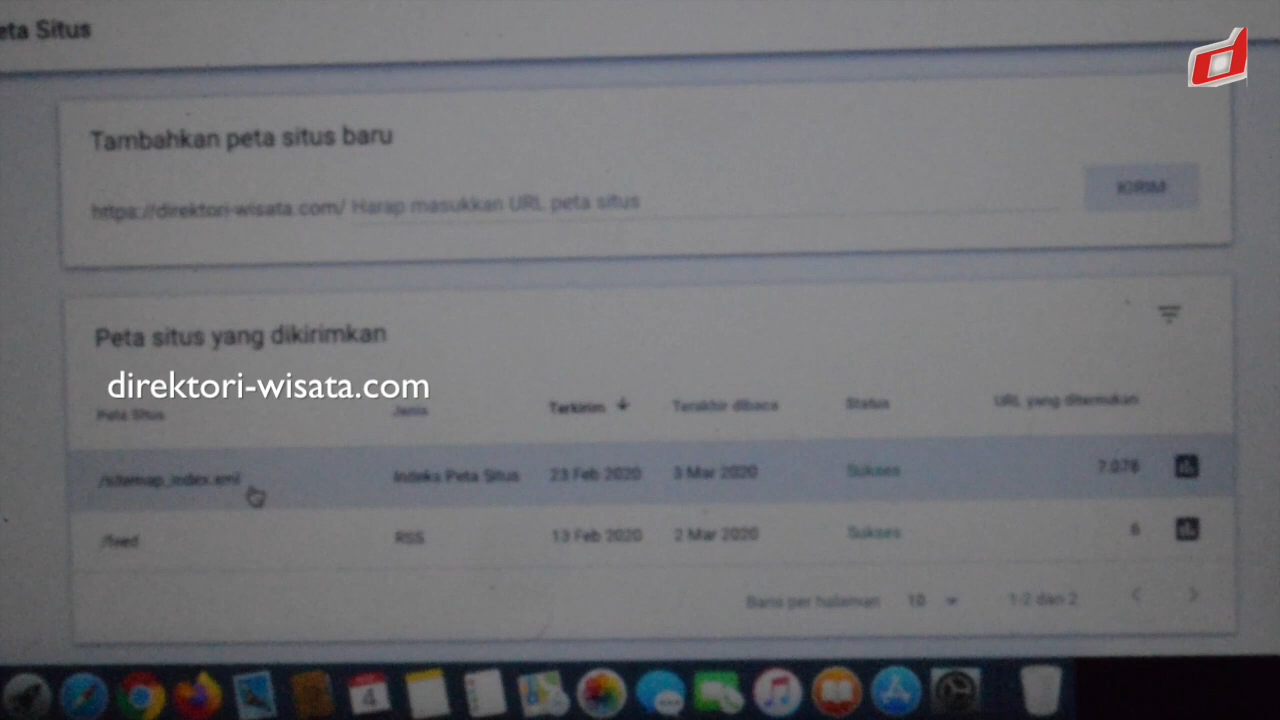 eta Situs
Tambahkan peta situs baru
https://direktori-wisata.com/ Harap masukkan URL peta situs
KIRIM
Peta situs yang dikirimkan
direktori-wisata.com
Peta Situs Jenis Terkirim Terakhir dibaca Status URL yang ditemukan
/sitemap_index.xml Indeks Peta Situs 23 Feb 2020 3 Mar 2020 Sukses 7.078
/feed RSS 13 Feb 2020 2 Mar 2020 Sukses 6
Baris per halaman 10 1-2 dari 2
4